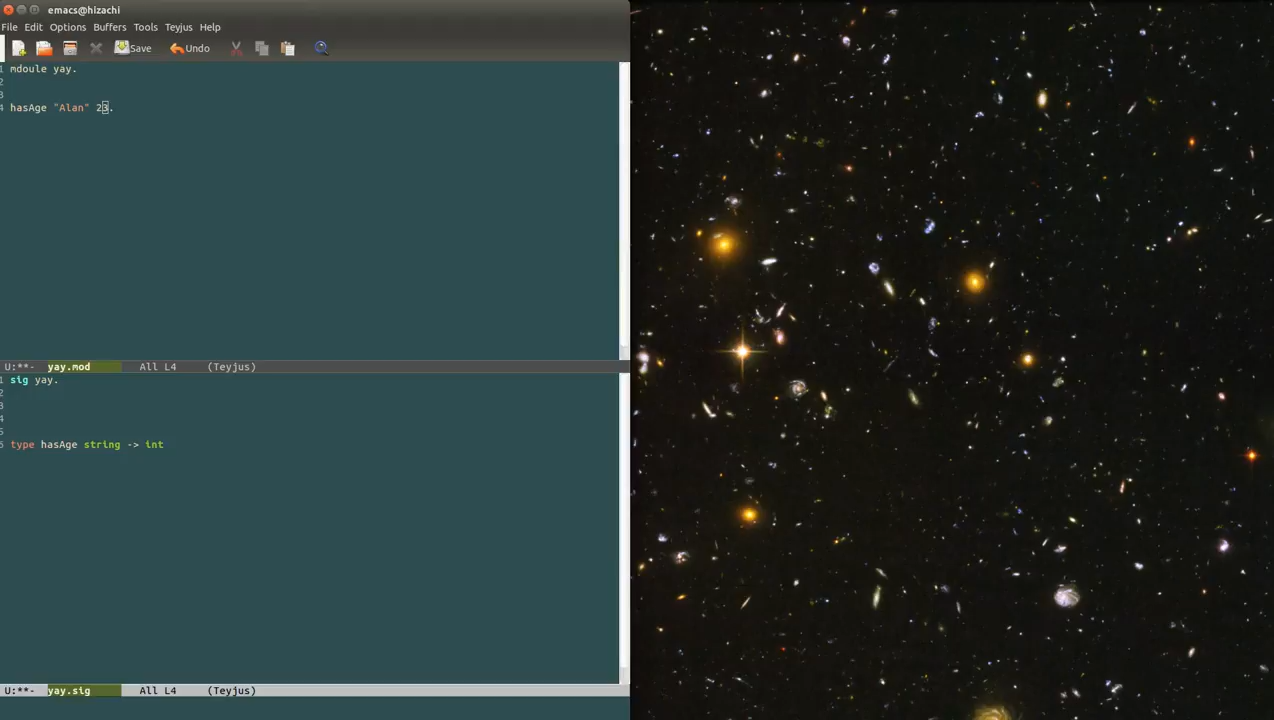 emacs@hizachi
File Edit Options Buffers Tools Teyjus Help
Save Undo
1 mdoule yay.
2
3
4 hasAge "Alan" 23.
U:**- yay.mod All L4 (Teyjus)
1 sig yay.
2
3
4
5
6 type hasAge string -> int
U:**- yay.sig All L4 (Teyjus)